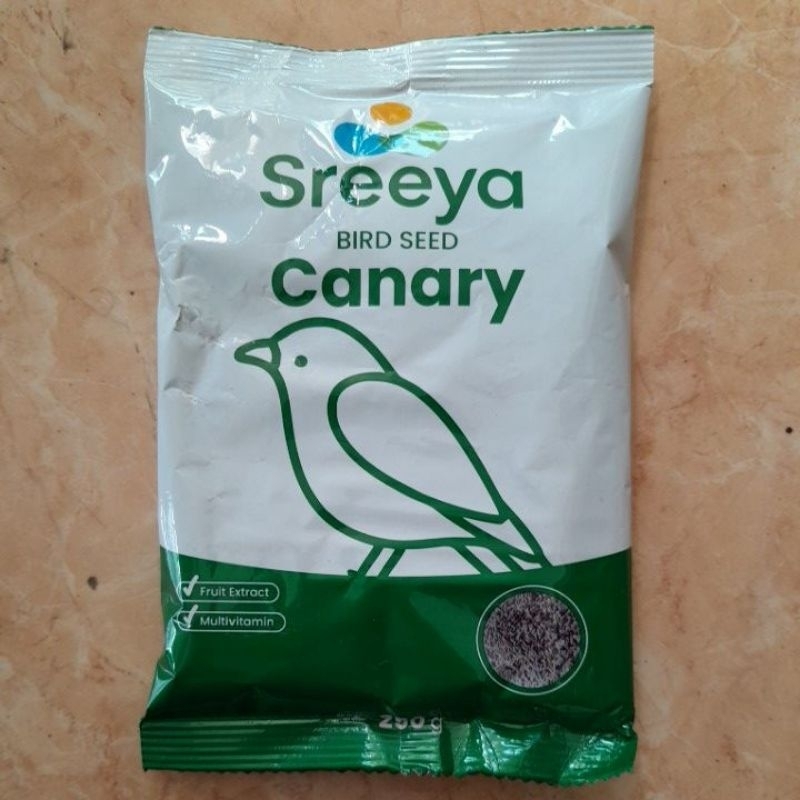 Sreeya
BIRD SEED
Canary
Fruit Extract
Multivitamin
250 g